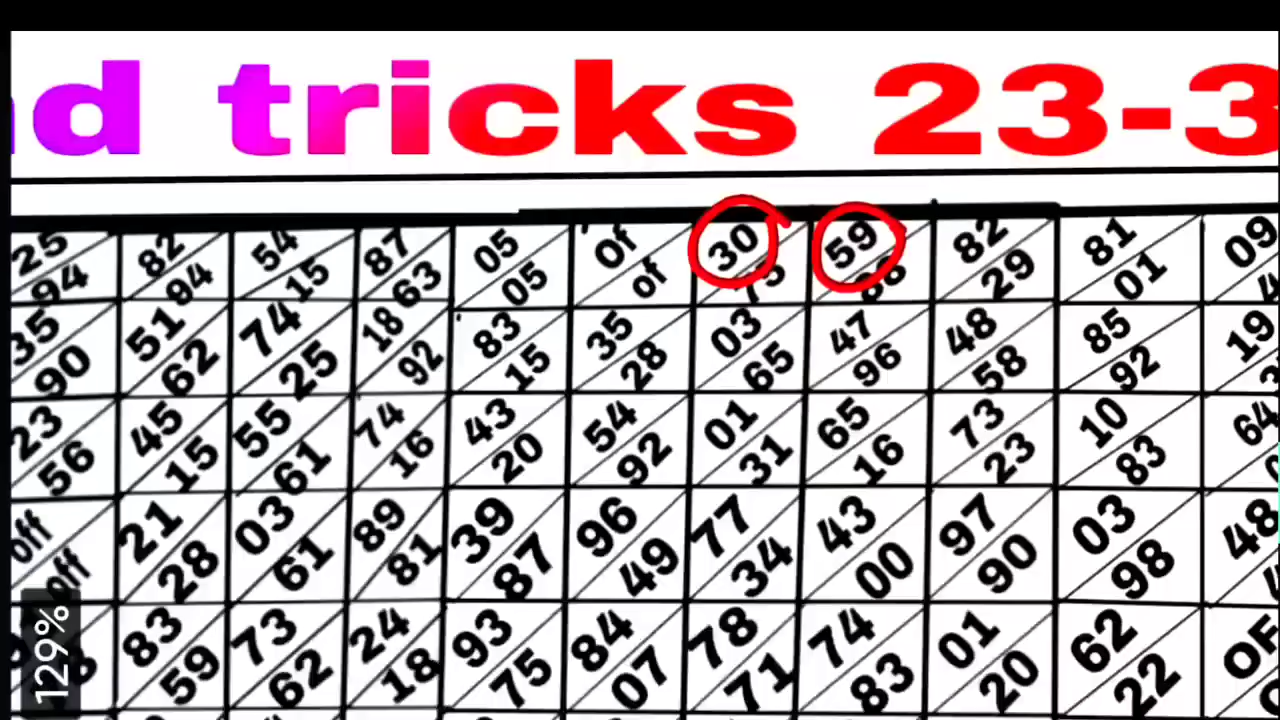 d tricks 23-3
25 82 54 87 05 Of 30 59 82 81 09
94 94 15 63 05 of 75 88 29 01
35 51 74 18 83 35 03 47 48 85 19
90 62 25 92 15 28 65 96 58 92
23 45 55 74 43 54 01 65 73 10 64
56 15 61 16 20 92 31 16 23 83
off 21 03 89 39 96 77 43 97 03 48
off 28 61 81 87 49 34 00 90 98
83 73 24 93 84 78 74 01 62 OF
59 62 18 75 07 71 83 20 22
129%